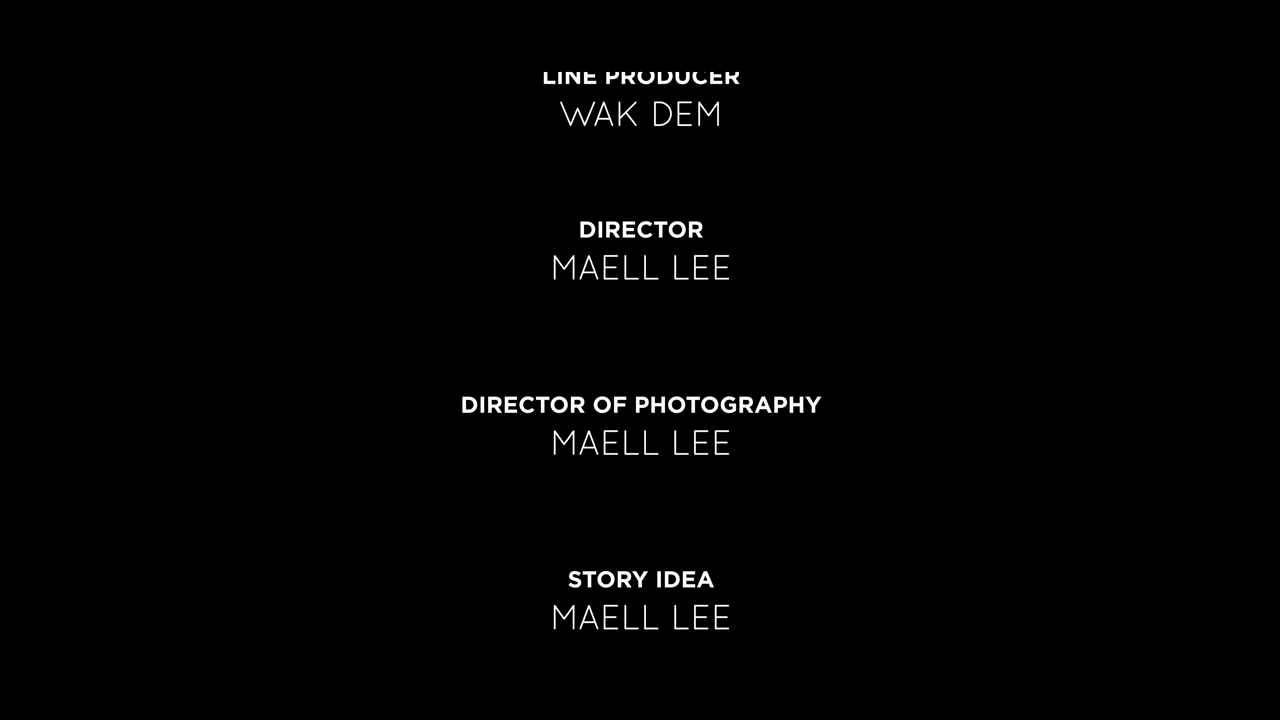 LINE PRODUCER
WAK DEM
DIRECTOR
MAELL LEE
DIRECTOR OF PHOTOGRAPHY
MAELL LEE
STORY IDEA
MAELL LEE